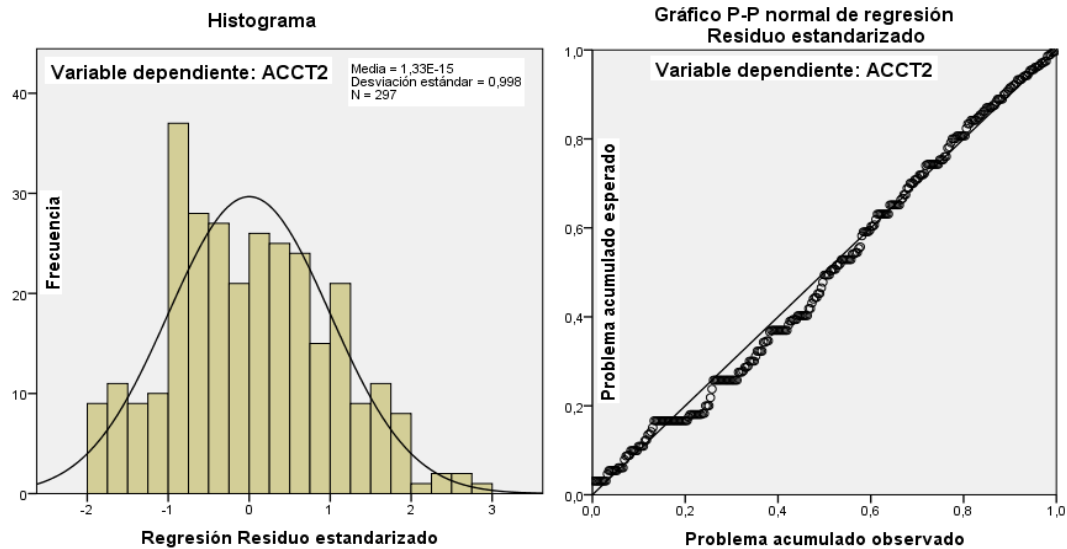 Histograma
Variable dependiente: ACCT2
Media = 1,33E-15
Desviación estándar = 0,998
N = 297
Frecuencia
40
30
20
10
0
-2
-1
0
1
2
3
Regresión Residuo estandarizado
Gráfico P-P normal de regresión
Residuo estandarizado
Variable dependiente: ACCT2
Problema acumulado esperado
1,0
0,8
0,6
0,4
0,2
0,0
0,0
0,2
0,4
0,6
0,8
1,0
Problema acumulado observado